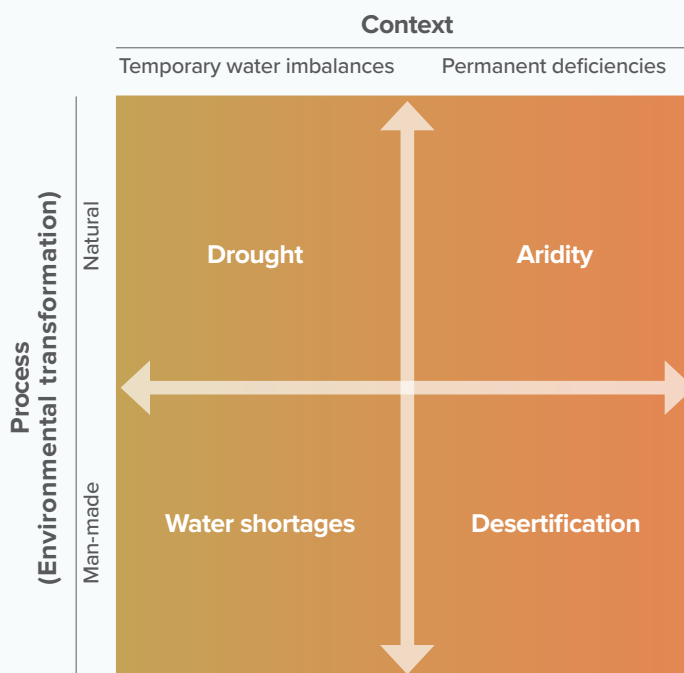 Context
Temporary water imbalances
Permanent deficiencies
Process
(Environmental transformation)
Natural
Drought
Aridity
Man-made
Water shortages
Desertification